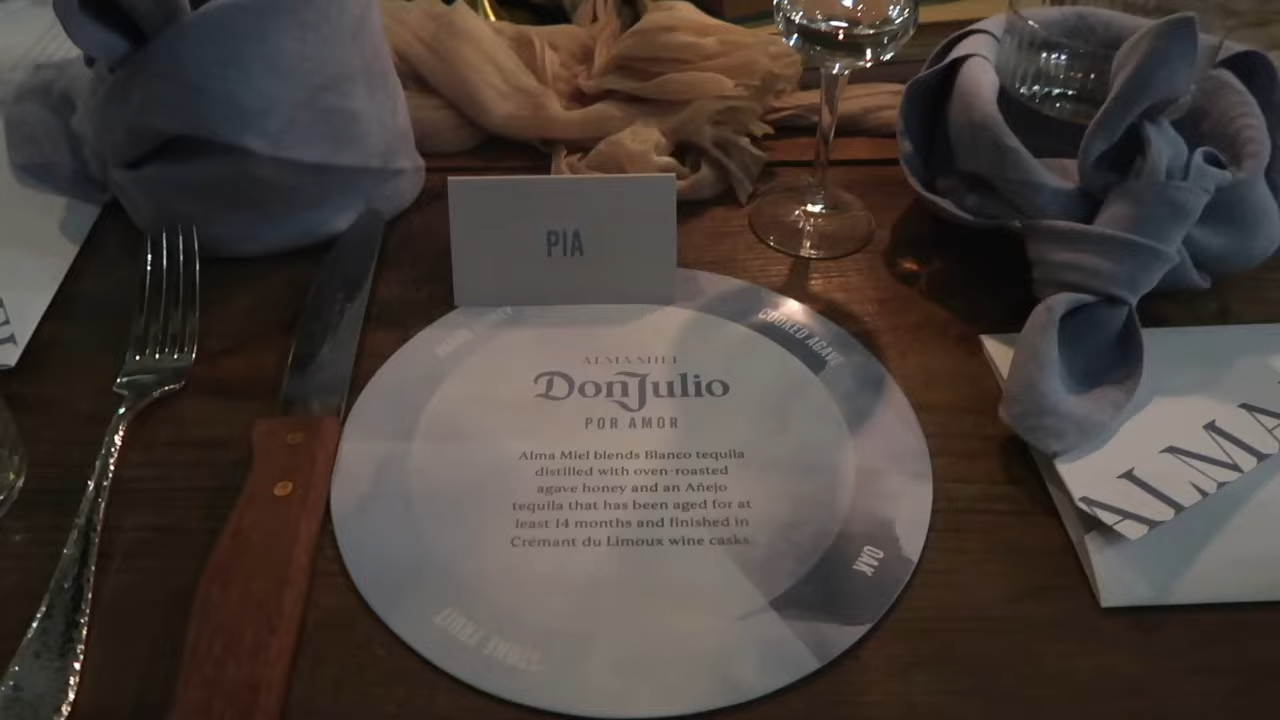 PIA
COOKED AGAVE
ALMA MIEL
DonJulio
POR AMOR
Alma Miel blends Blanco tequila
distilled with oven-roasted
agave honey and an Añejo
tequila that has been aged for at
least 14 months and finished in
Crémant du Limoux wine casks
OAK
STONE FRUIT
ALMA